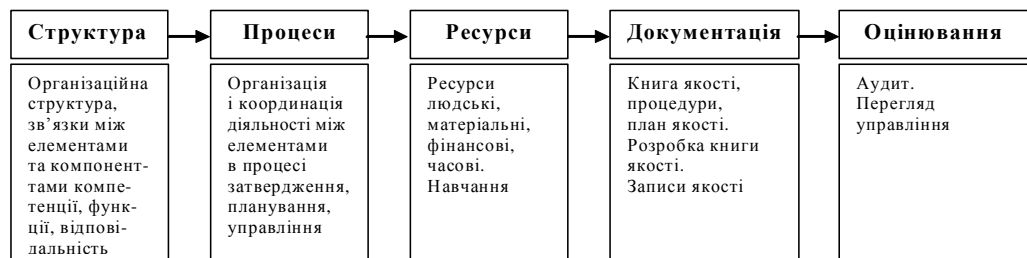 Структура
Процеси
Ресурси
Документація
Оцінювання
Організаційна
структура,
зв’язки між
елементами
та компонент-
тами компе-
тенції, функ-
ції, відпові-
дальність
Організація
і координація
діяльності між
елементами
в процесі
затвердження,
планування,
управління
Ресурси
людські,
матеріальні,
фінансові,
часові.
Навчання
Книга якості,
процедури,
план якості.
Розробка книги
якості.
Записи якості
Аудит.
Перегляд
управління